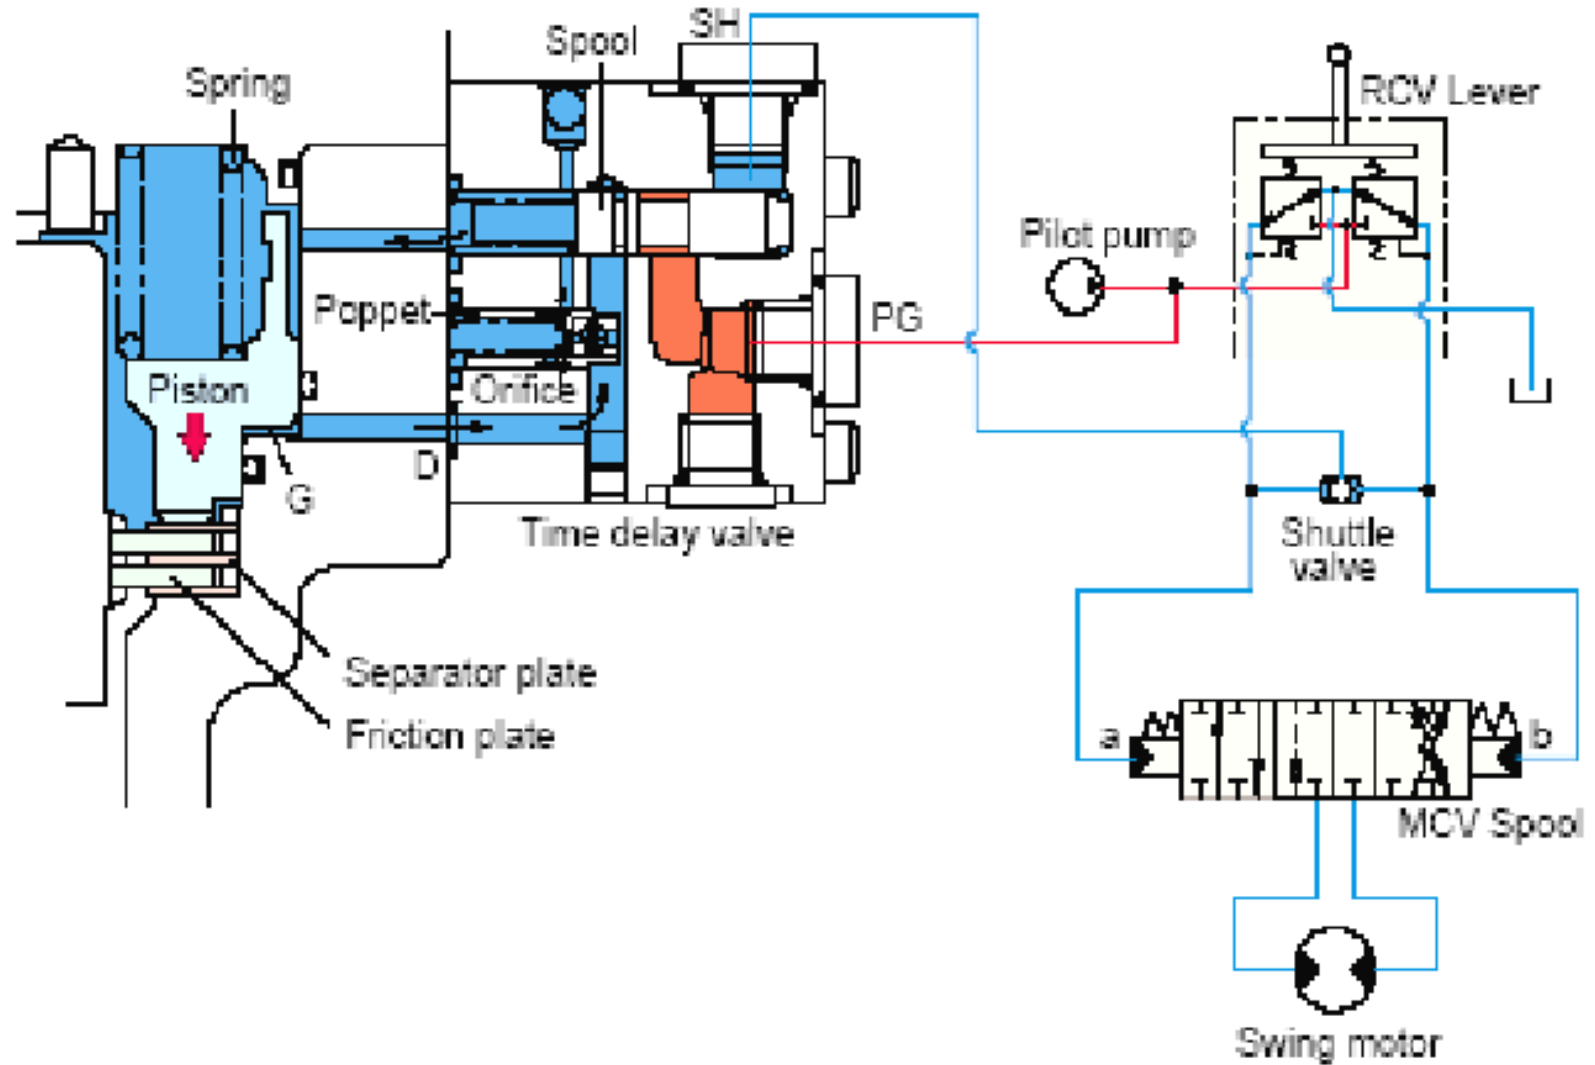 SH
Spool
Spring
RCV Lever
Pilot pump
Poppet
PG
Piston
Orifice
D
G
Time delay valve
Shuttle
valve
Separator plate
Friction plate
a
b
MCV Spool
Swing motor